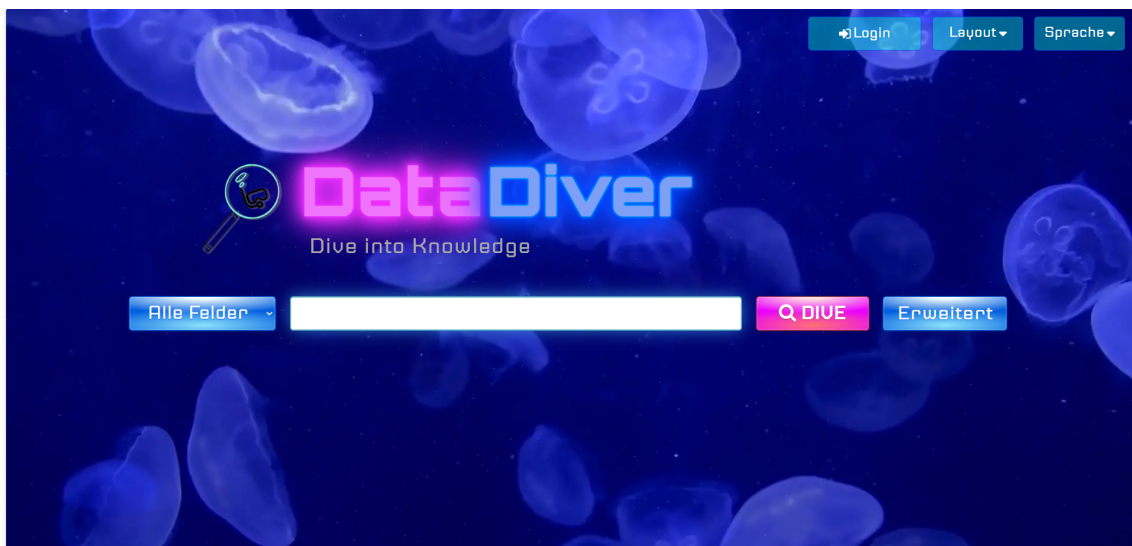 Login Layout Sprache
DataDiver
Dive into Knowledge
Alle Felder DIVE Erweitert